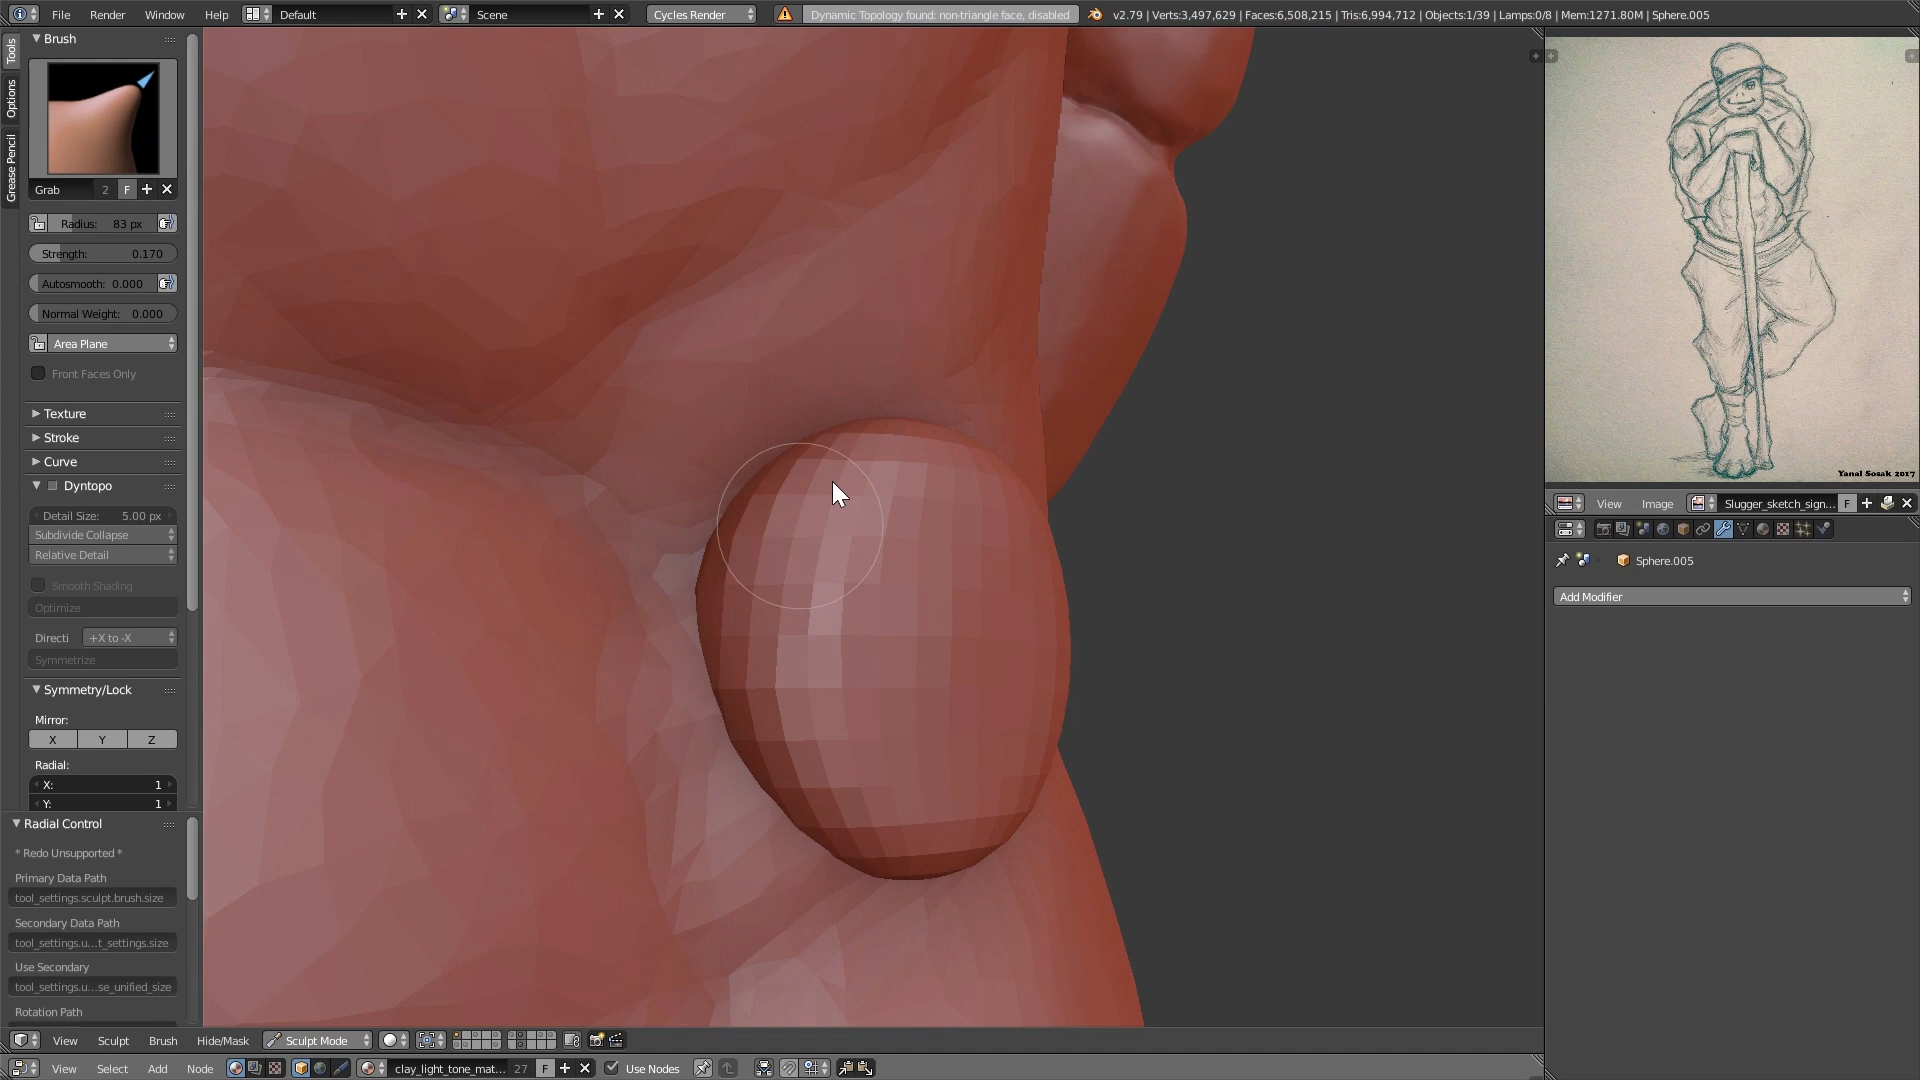 File Render Window Help Default Scene Cycles Render Dynamic Topology found: non-triangle face, disabled v2.79 | Verts:3,497,629 | Faces:6,508,215 | Tris:6,994,712 | Objects:1/39 | Lamps:0/8 | Mem:1271.80M | Sphere.005
Tools
Options
Grease Pencil
Brush
Grab 2 F
Radius: 83 px
Strength: 0.170
Autosmooth: 0.000
Normal Weight: 0.000
Area Plane
Front Faces Only
Texture
Stroke
Curve
Dyntopo
Detail Size: 5.00 px
Subdivide Collapse
Relative Detail
Smooth Shading
Optimize
Directi +X to -X
Symmetrize
Symmetry/Lock
Mirror:
X Y Z
Radial:
X: 1
Y: 1
Radial Control
* Redo Unsupported *
Primary Data Path
tool_settings.sculpt.brush.size
Secondary Data Path
tool_settings.u...t_settings.size
Use Secondary
tool_settings.u...se_unified_size
Rotation Path
View Sculpt Brush Hide/Mask Sculpt Mode
View Select Add Node clay_light_tone_mat... 27 F Use Nodes
Yanal Sosak 2017
View Image Slugger_sketch_sign... F
Sphere.005
Add Modifier